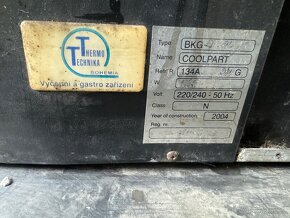 THERMO
TECHNIKA
BOHEMIA
Výčepní a gastro zařízení
Type BKG-
Name COOLPART
Refr R 134A G
W
Volt 220/240 - 50 Hz
Class N
Year of construction 2004
Reg. nr